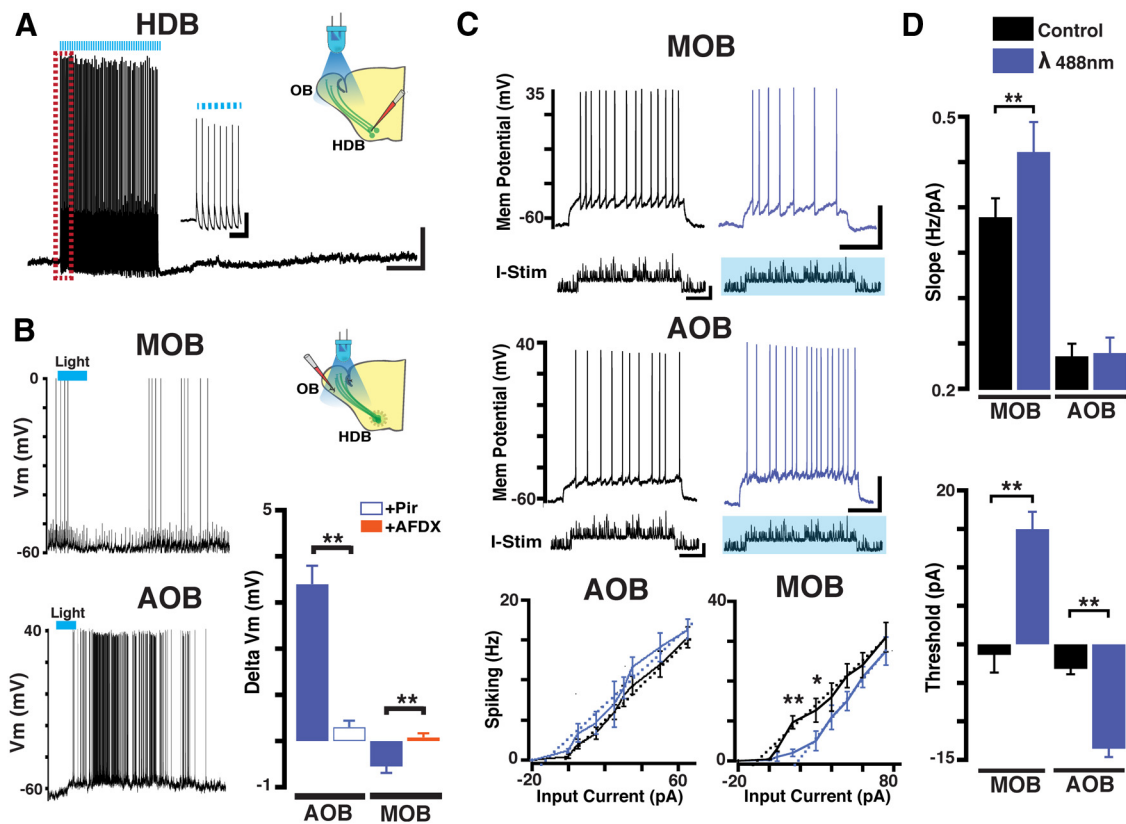 A
HDB
OB
HDB
B
MOB
Light
0
Vm (mV)
-60
OB
HDB
AOB
Light
40
Vm (mV)
-60
5
+Pir
+AFDX
**
**
Delta Vm (mV)
-1
AOB
MOB
C
MOB
35
Mem Potential (mV)
-60
I-Stim
AOB
40
Mem Potential (mV)
-60
I-Stim
AOB
20
Spiking (Hz)
0
-20
60
Input Current (pA)
MOB
40
**
*
0
-20
80
Input Current (pA)
D
Control
λ 488nm
0.5
**
Slope (Hz/pA)
0.2
MOB
AOB
20
**
**
Threshold (pA)
-15
MOB
AOB